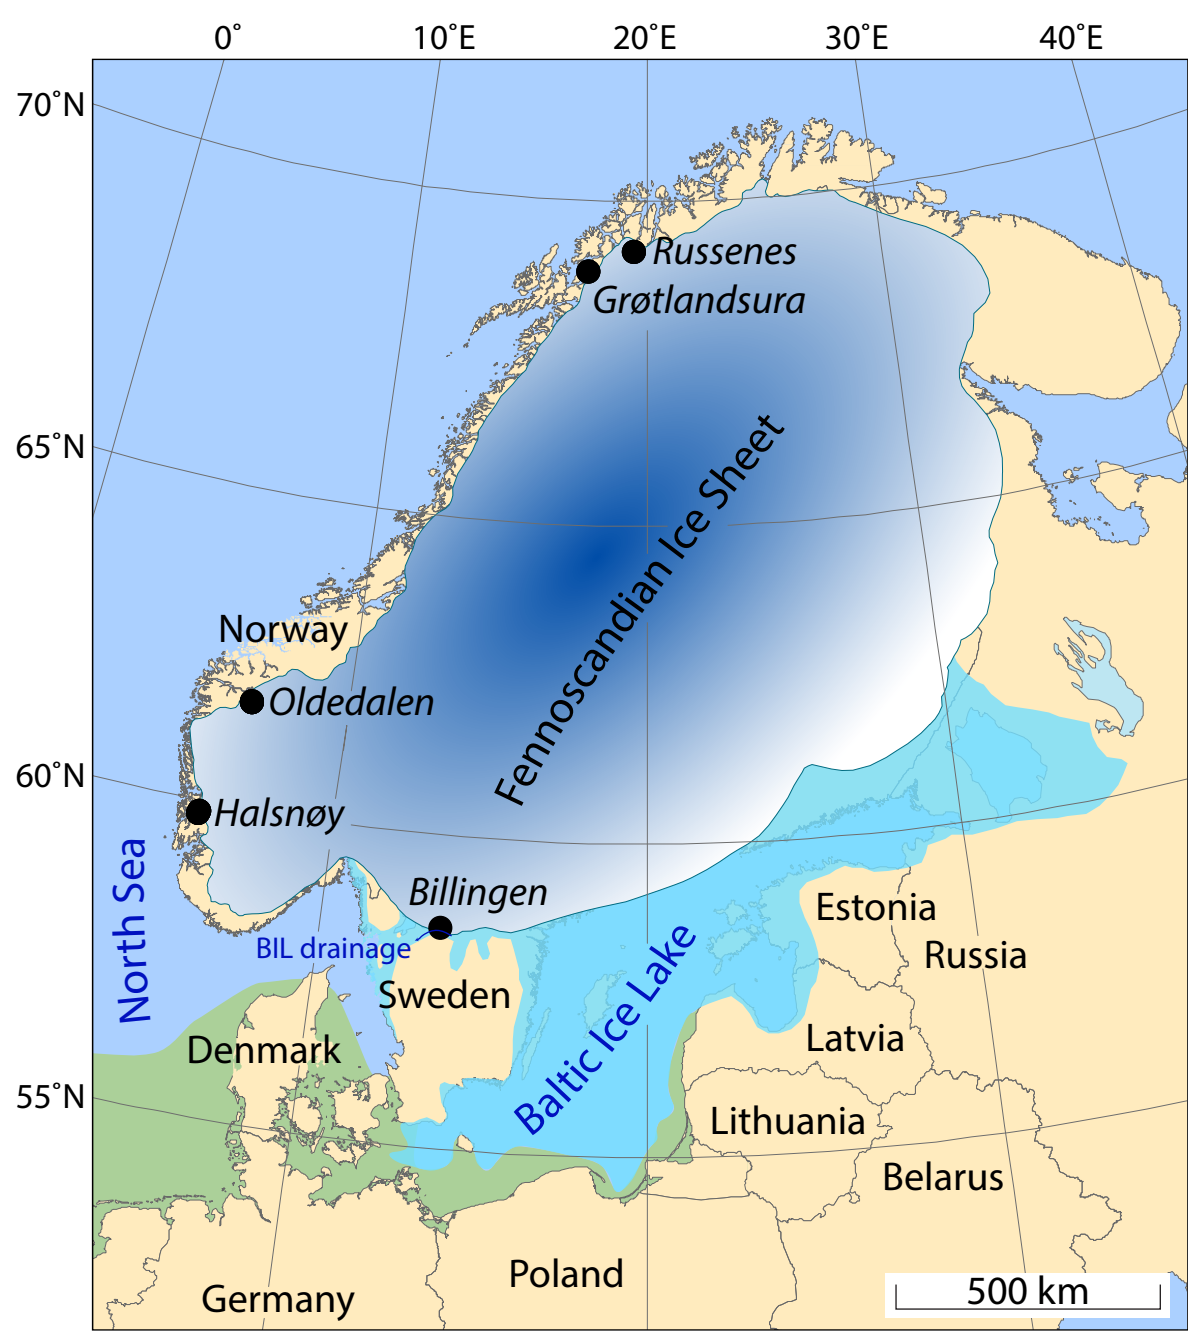 0˚
10˚E
20˚E
30˚E
40˚E
70˚N
65˚N
60˚N
55˚N
Russenes
Grøtlandsura
Fennoscandian Ice Sheet
Norway
Oldedalen
Halsnøy
North Sea
Billingen
BIL drainage
Sweden
Baltic Ice Lake
Estonia
Russia
Denmark
Latvia
Lithuania
Belarus
Poland
Germany
500 km